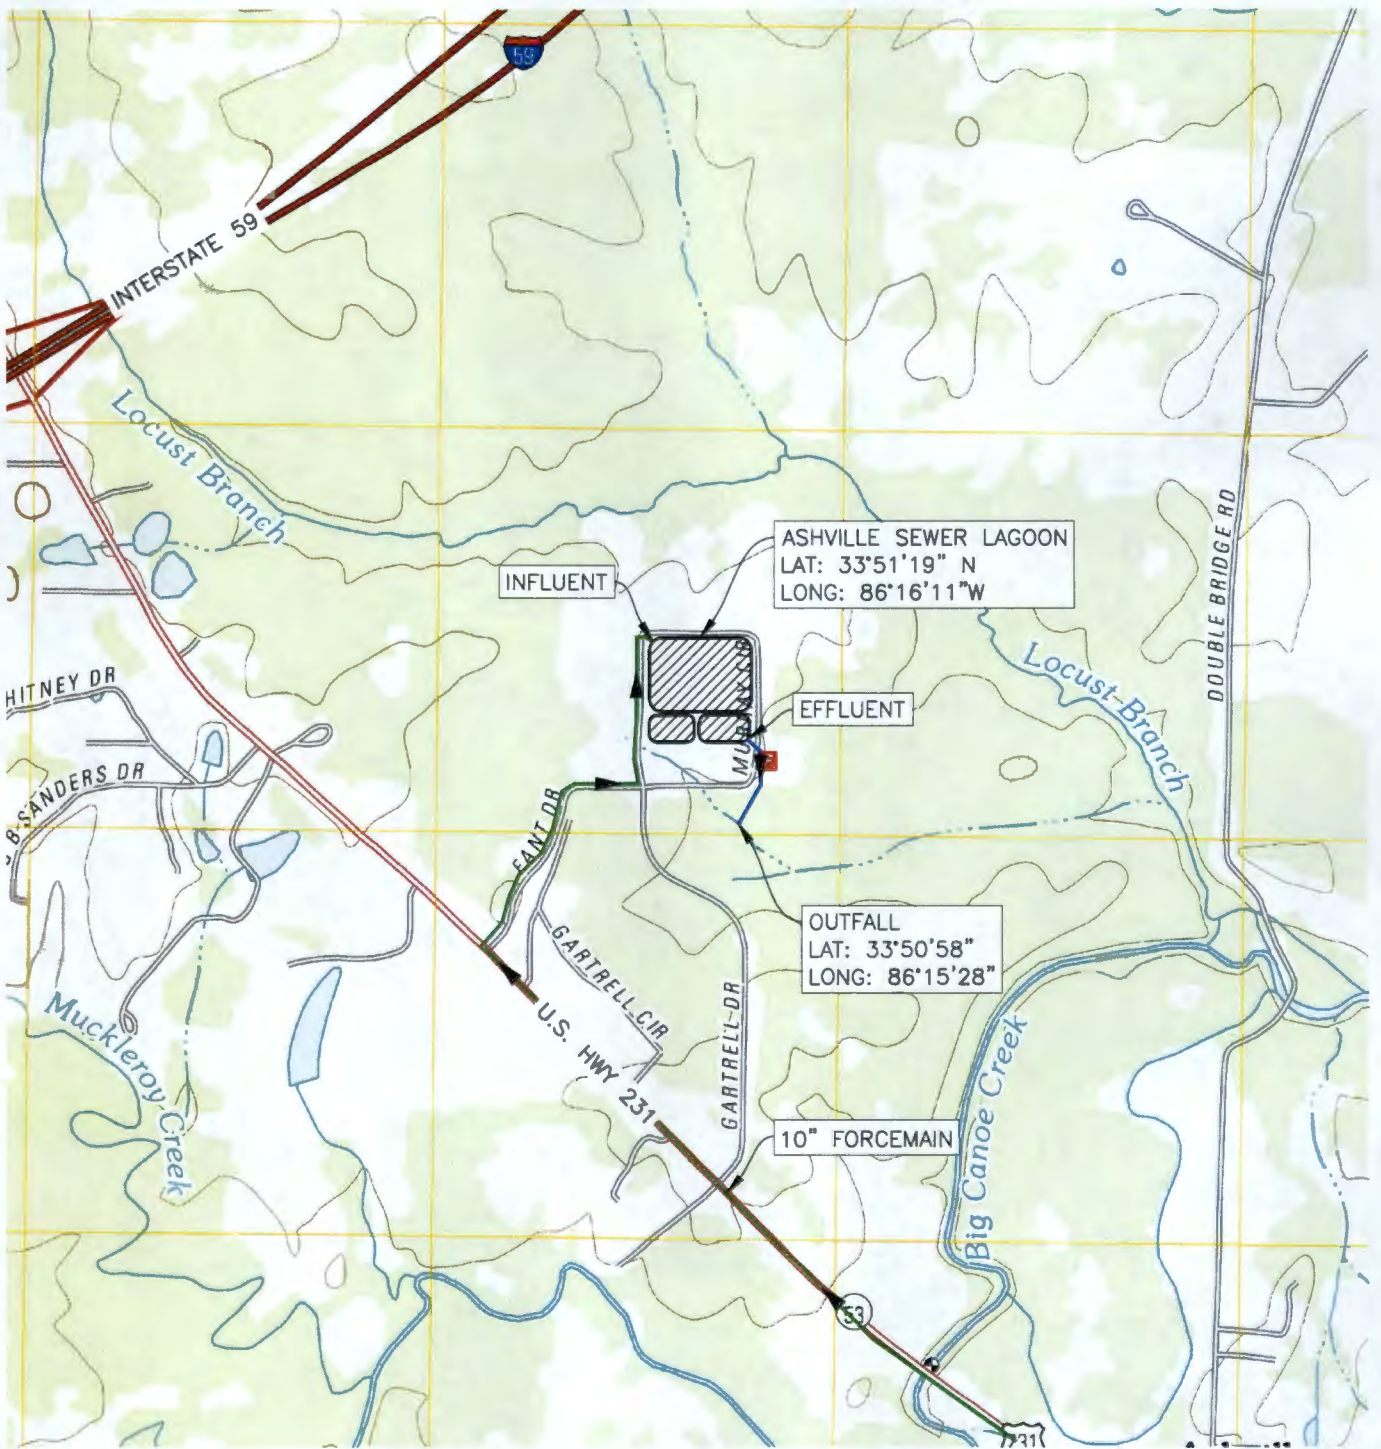 59
INTERSTATE 59
Locust Branch
DOUBLE BRIDGE RD
ASHVILLE SEWER LAGOON
LAT: 33°51'19" N
LONG: 86°16'11"W
INFLUENT
Locust Branch
HITNEY DR
EFFLUENT
B SANDERS DR
FANT DR
OUTFALL
LAT: 33°50'58"
LONG: 86°15'28"
GARTRELL CIR
GARTRELL DR
Muckleroy Creek
U.S. HWY 231
10" FORCEMAIN
Big Canoe Creek
53
231